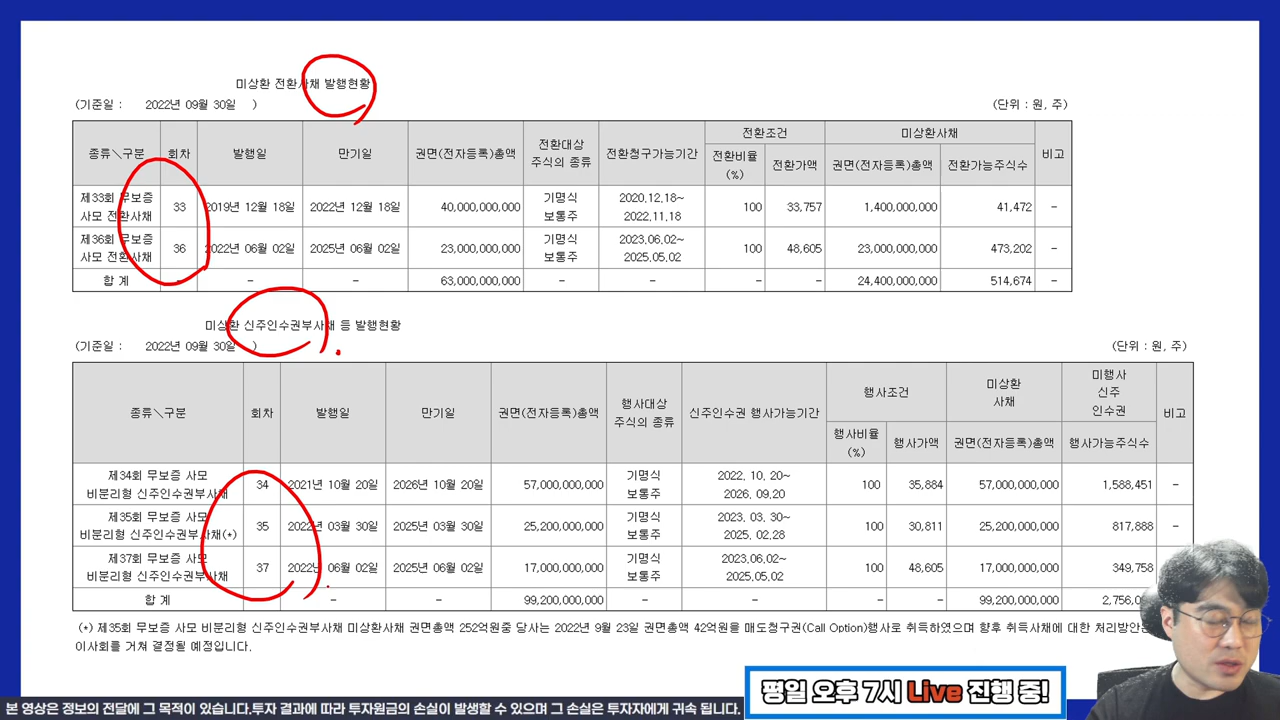 미상환 전환사채 발행현황
(기준일 : 2022년 09월 30일 ) (단위 : 원, 주)
종류＼구분 회차 발행일 만기일 권면(전자등록)총액 전환대상 주식의 종류 전환청구가능기간 전환조건 미상환사채 비고
전환비율 (%) 전환가액 권면(전자등록)총액 전환가능주식수
제33회 무보증 사모 전환사채 33 2019년 12월 18일 2022년 12월 18일 40,000,000,000 기명식 보통주 2020.12.18~ 2022.11.18 100 33,757 1,400,000,000 41,472 -
제36회 무보증 사모 전환사채 36 2022년 06월 02일 2025년 06월 02일 23,000,000,000 기명식 보통주 2023.06.02~ 2025.05.02 100 48,605 23,000,000,000 473,202 -
합 계 - - 63,000,000,000 - - - - 24,400,000,000 514,674 -
미상환 신주인수권부사채 등 발행현황
(기준일 : 2022년 09월 30일 ) (단위 : 원, 주)
종류＼구분 회차 발행일 만기일 권면(전자등록)총액 행사대상 주식의 종류 신주인수권 행사가능기간 행사조건 미상환 사채 미행사 신주 인수권 비고
행사비율 (%) 행사가액 권면(전자등록)총액 행사가능주식수
제34회 무보증 사모 비분리형 신주인수권부사채 34 2021년 10월 20일 2026년 10월 20일 57,000,000,000 기명식 보통주 2022. 10. 20~ 2026. 09.20 100 35,884 57,000,000,000 1,588,451 -
제35회 무보증 사모 비분리형 신주인수권부사채(*) 35 2022년 03월 30일 2025년 03월 30일 25,200,000,000 기명식 보통주 2023. 03. 30~ 2025. 02.28 100 30,811 25,200,000,000 817,888 -
제37회 무보증 사모 비분리형 신주인수권부사채 37 2022년 06월 02일 2025년 06월 02일 17,000,000,000 기명식 보통주 2023.06.02~ 2025.05.02 100 48,605 17,000,000,000 349,758
합 계 - - 99,200,000,000 - - - - 99,200,000,000
(*) 제35회 무보증 사모 비분리형 신주인수권부사채 미상환사채 권면총액 252억원중 당사는 2022년 9월 23일 권면총액 42억원을 매도청구권(Call Option)행사로 취득하였으며 향후 취득사채에 대한 처리방안은
이사회를 거쳐 결정될 예정입니다.
평일 오후 7시 Live 진행 중!
본 영상은 정보의 전달에 그 목적이 있습니다.투자 결과에 따라 투자원금의 손실이 발생할 수 있으며 그 손실은 투자자에게 귀속 됩니다.